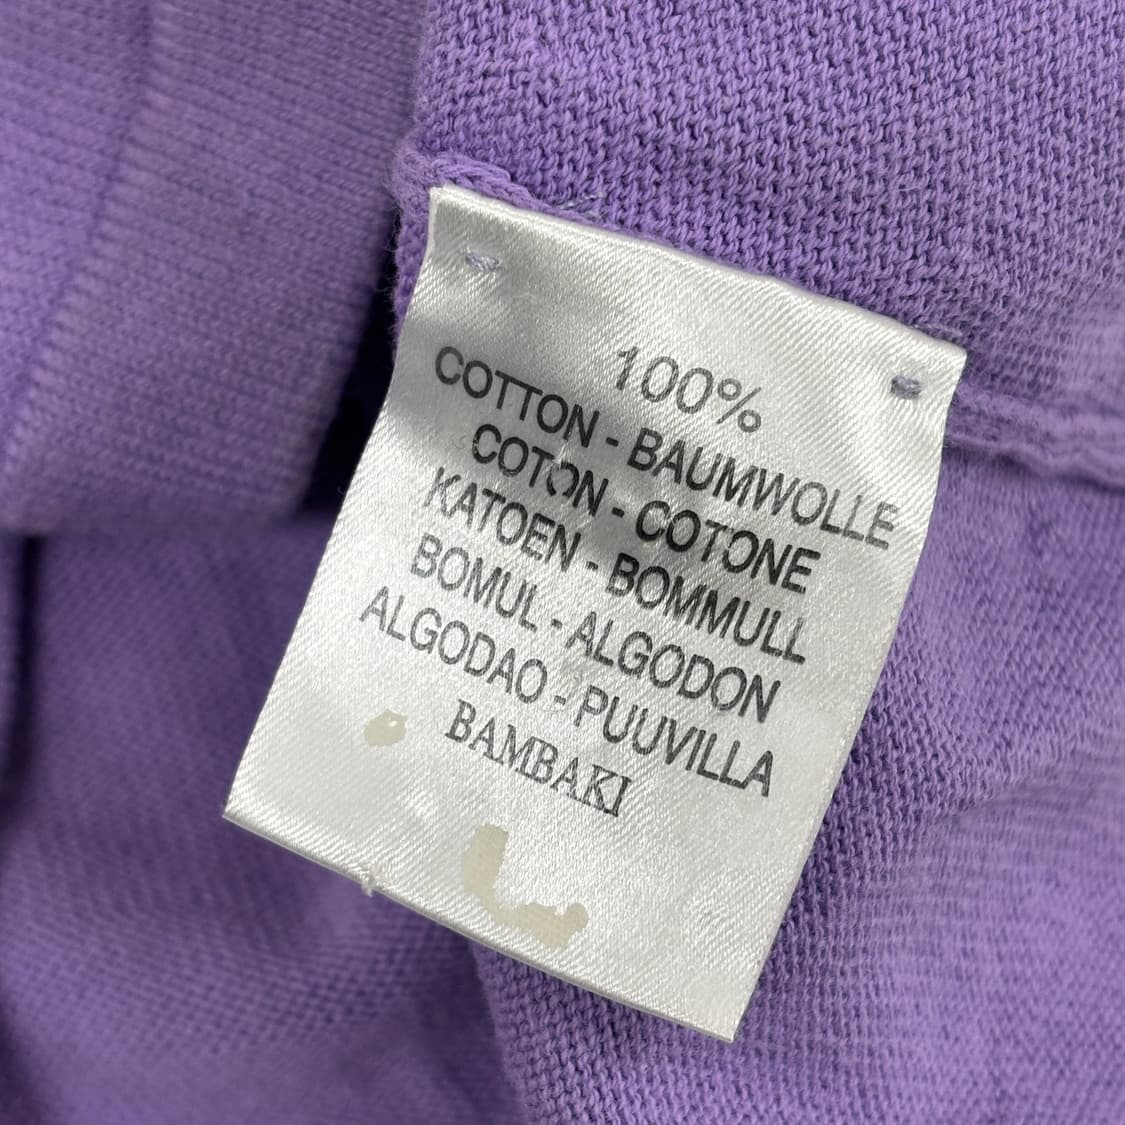 100%
COTTON - BAUMWOLLE
COTON - COTONE
KATOEN - BOMMULL
BOMUL - ALGODON
ALGODAO - PUUVILLA
BAMBAKI